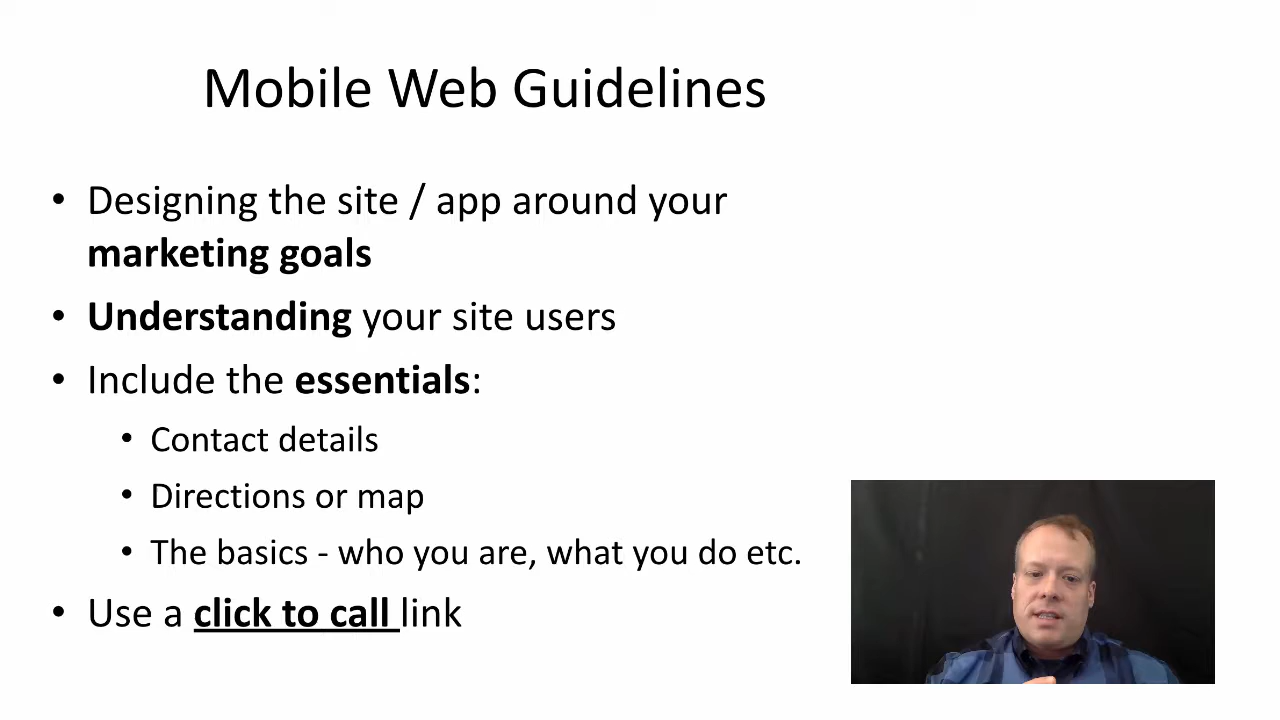 Mobile Web Guidelines
• Designing the site / app around your
marketing goals
• Understanding your site users
• Include the essentials:
• Contact details
• Directions or map
• The basics - who you are, what you do etc.
• Use a click to call link